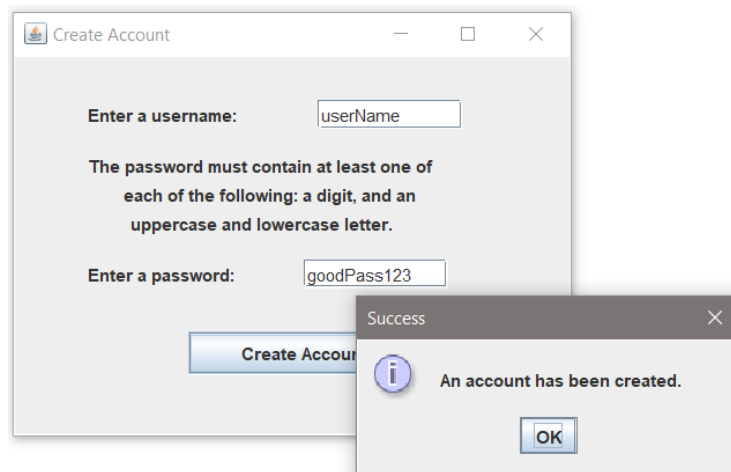 Create Account
Enter a username: userName
The password must contain at least one of
each of the following: a digit, and an
uppercase and lowercase letter.
Enter a password: goodPass123
Success
Create Accour
An account has been created.
OK